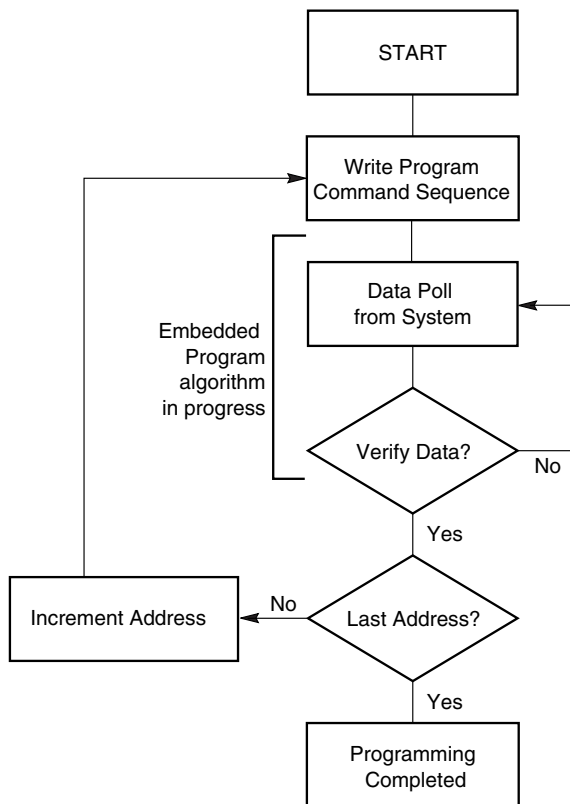 START
Write Program
Command Sequence
Data Poll
from System
Embedded
Program
algorithm
in progress
Verify Data?
No
Yes
Increment Address
No
Last Address?
Yes
Programming
Completed